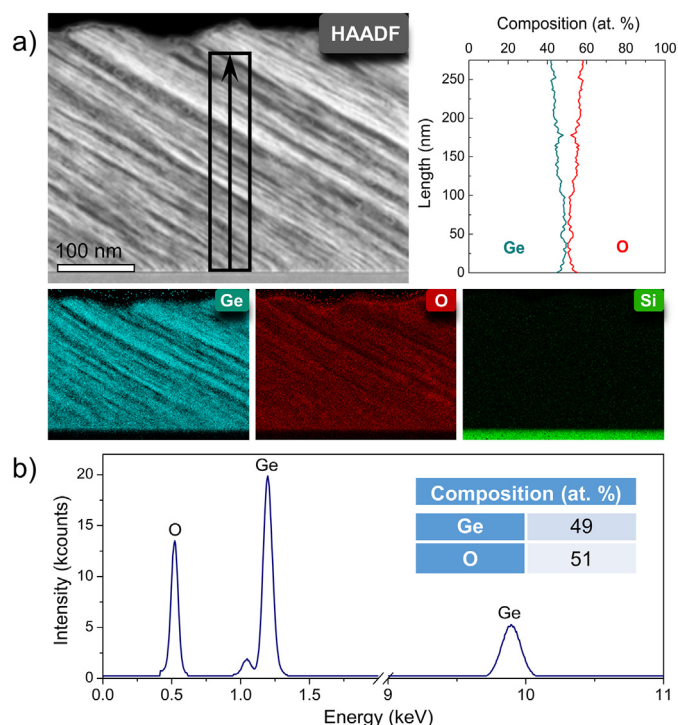 a)
HAADF
100 nm
Composition (at. %)
0 20 40 60 80 100
Length (nm)
250
200
150
100
50
0
Ge
O
Ge
O
Si
b)
Intensity (kcounts)
20
15
10
5
0
O
Ge
Ge
Composition (at. %)
Ge 49
O 51
0.0 0.5 1.0 1.5 9 10 11
Energy (keV)